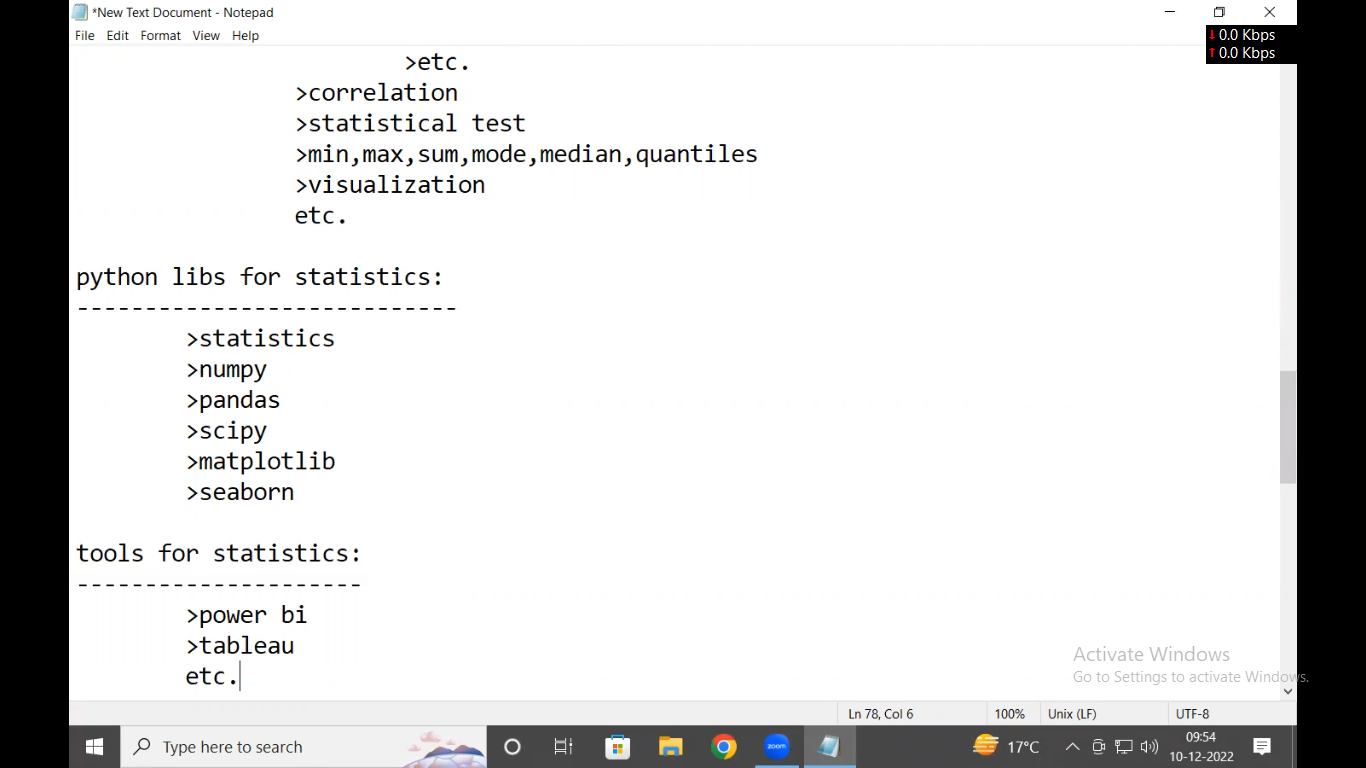 *New Text Document - Notepad
File Edit Format View Help
↓ 0.0 Kbps
↑ 0.0 Kbps
>etc.
>correlation
>statistical test
>min,max,sum,mode,median,quantiles
>visualization
etc.
python libs for statistics:
----------------------------
>statistics
>numpy
>pandas
>scipy
>matplotlib
>seaborn
tools for statistics:
---------------------
>power bi
>tableau
etc.
Activate Windows
Go to Settings to activate Windows.
Ln 78, Col 6 100% Unix (LF) UTF-8
Type here to search zoom 17°C 09:54
10-12-2022